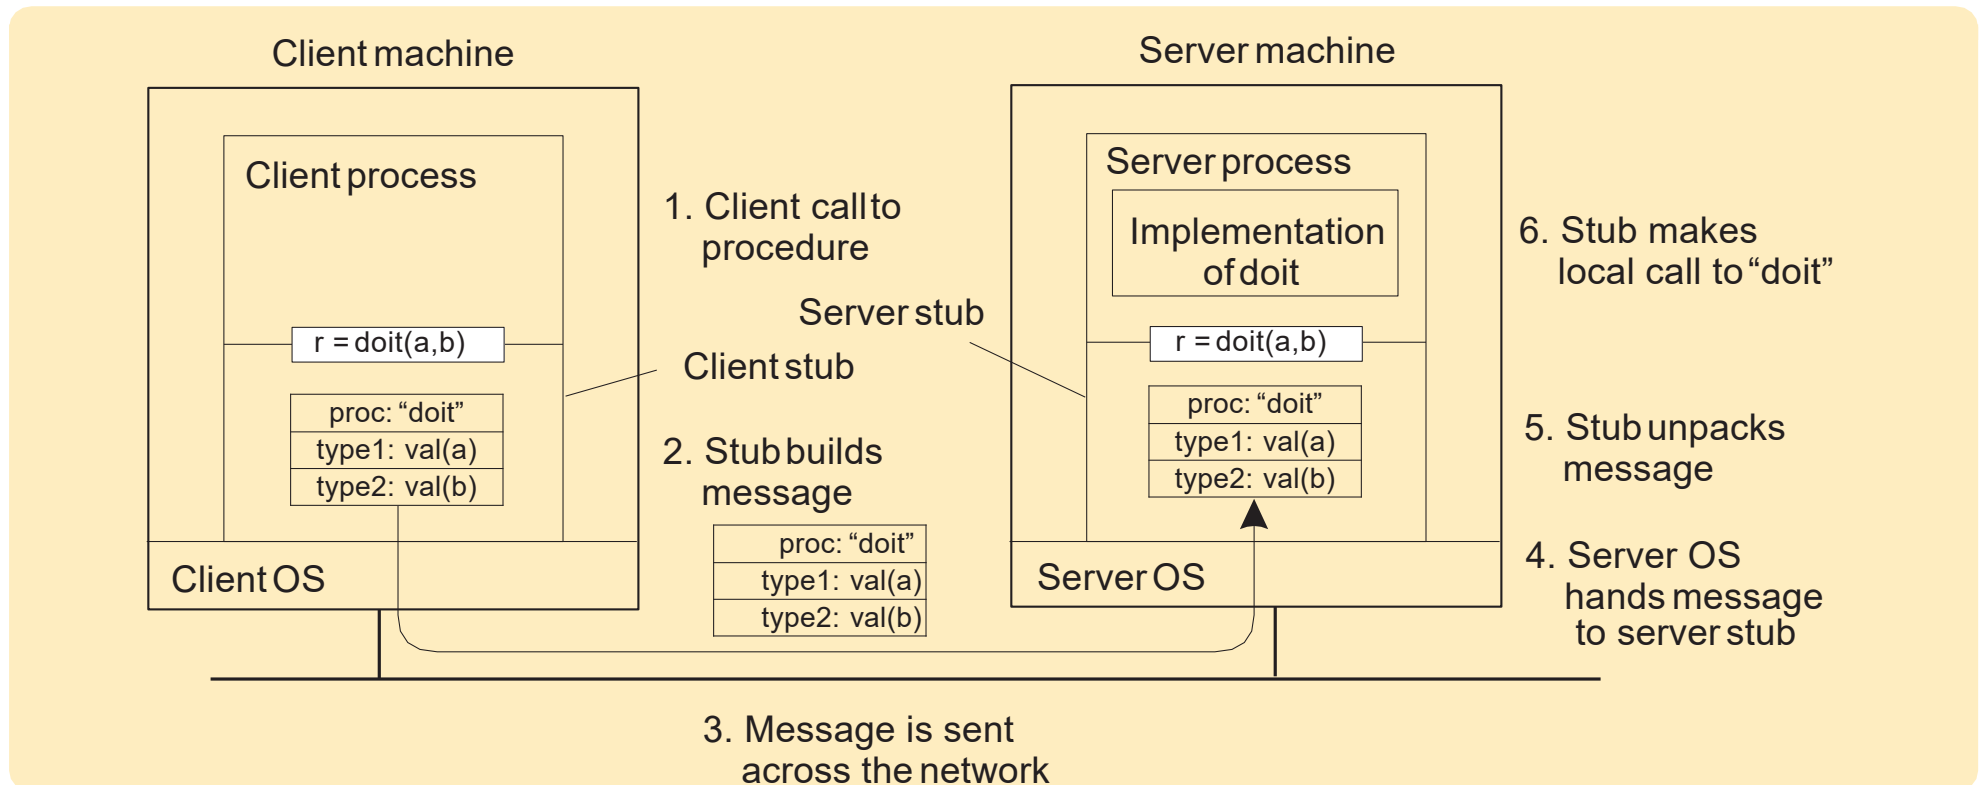 Client machine
Server machine
Client process
1. Client call to
procedure
r = doit(a,b)
Client stub
proc: “doit”
type1: val(a)
type2: val(b)
2. Stub builds
message
proc: “doit”
type1: val(a)
type2: val(b)
Client OS
3. Message is sent
across the network
Server process
Implementation
of doit
Server stub
r = doit(a,b)
proc: “doit”
type1: val(a)
type2: val(b)
Server OS
6. Stub makes
local call to “doit”
5. Stub unpacks
message
4. Server OS
hands message
to server stub